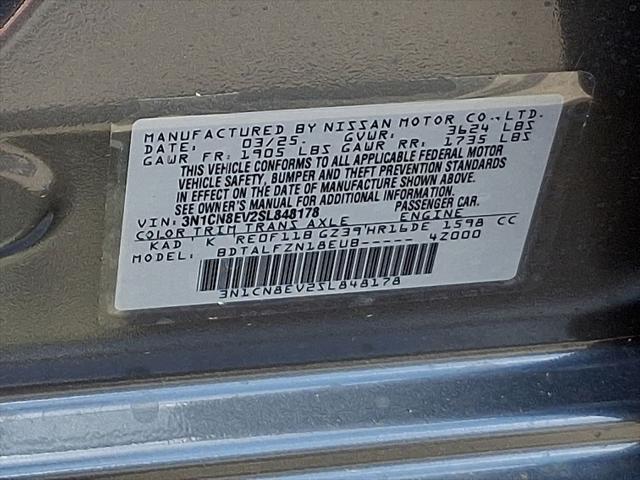 MANUFACTURED BY NISSAN MOTOR CO.,LTD.
DATE: 03/25 GVWR: 3624 LBS
GAWR FR: 1905 LBS GAWR RR: 1735 LBS
THIS VEHICLE CONFORMS TO ALL APPLICABLE FEDERAL MOTOR
VEHICLE SAFETY, BUMPER AND THEFT PREVENTION STANDARDS
IN EFFECT ON THE DATE OF MANUFACTURE SHOWN ABOVE.
SEE OWNER'S MANUAL FOR ADDITIONAL INFORMATION.
VIN: 3N1CN8EV2SL848178 PASSENGER CAR.
COLOR TRIM TRANS AXLE ENGINE
KAD K RE0F11B GZ39 HR16DE 1598 CC
MODEL: BDTALFZN18EUB----- 4Z000
3N1CN8EV2SL848178